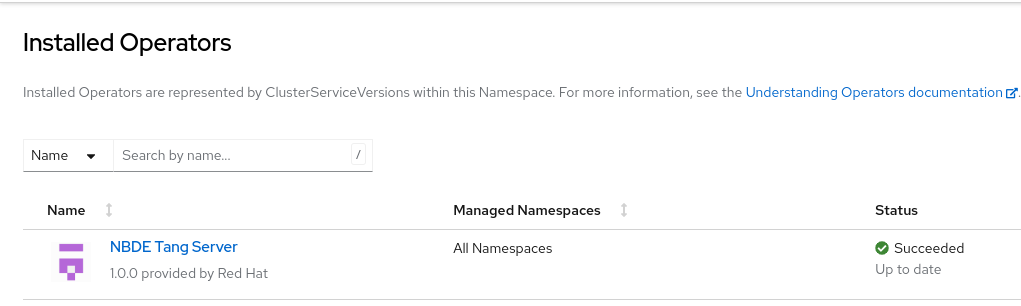 Installed Operators
Installed Operators are represented by ClusterServiceVersions within this Namespace. For more information, see the Understanding Operators documentation.
Name Search by name... /
Name Managed Namespaces Status
NBDE Tang Server All Namespaces Succeeded
1.0.0 provided by Red Hat Up to date